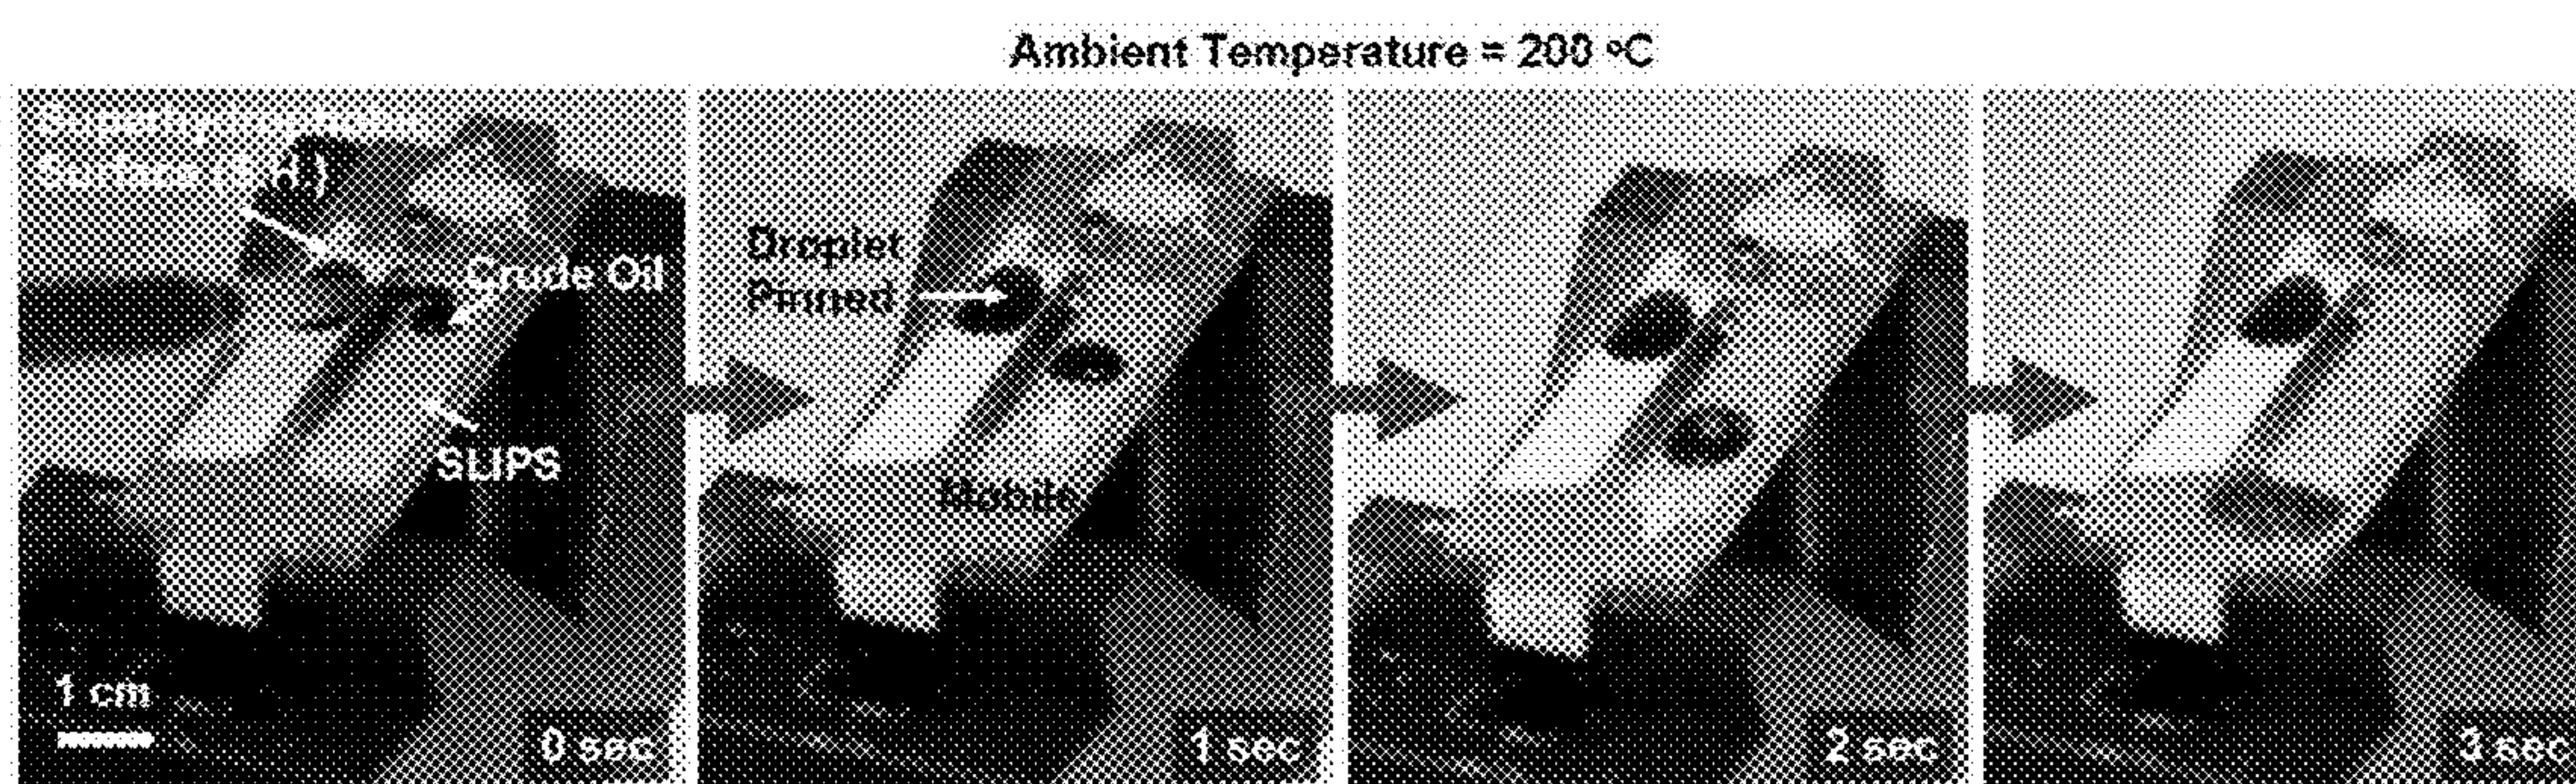 Ambient Temperature = 200 °C
Crude Oil
SLIPS
1 cm
0 sec
Droplet
Pinned
Mobile
1 sec
2 sec
3 sec